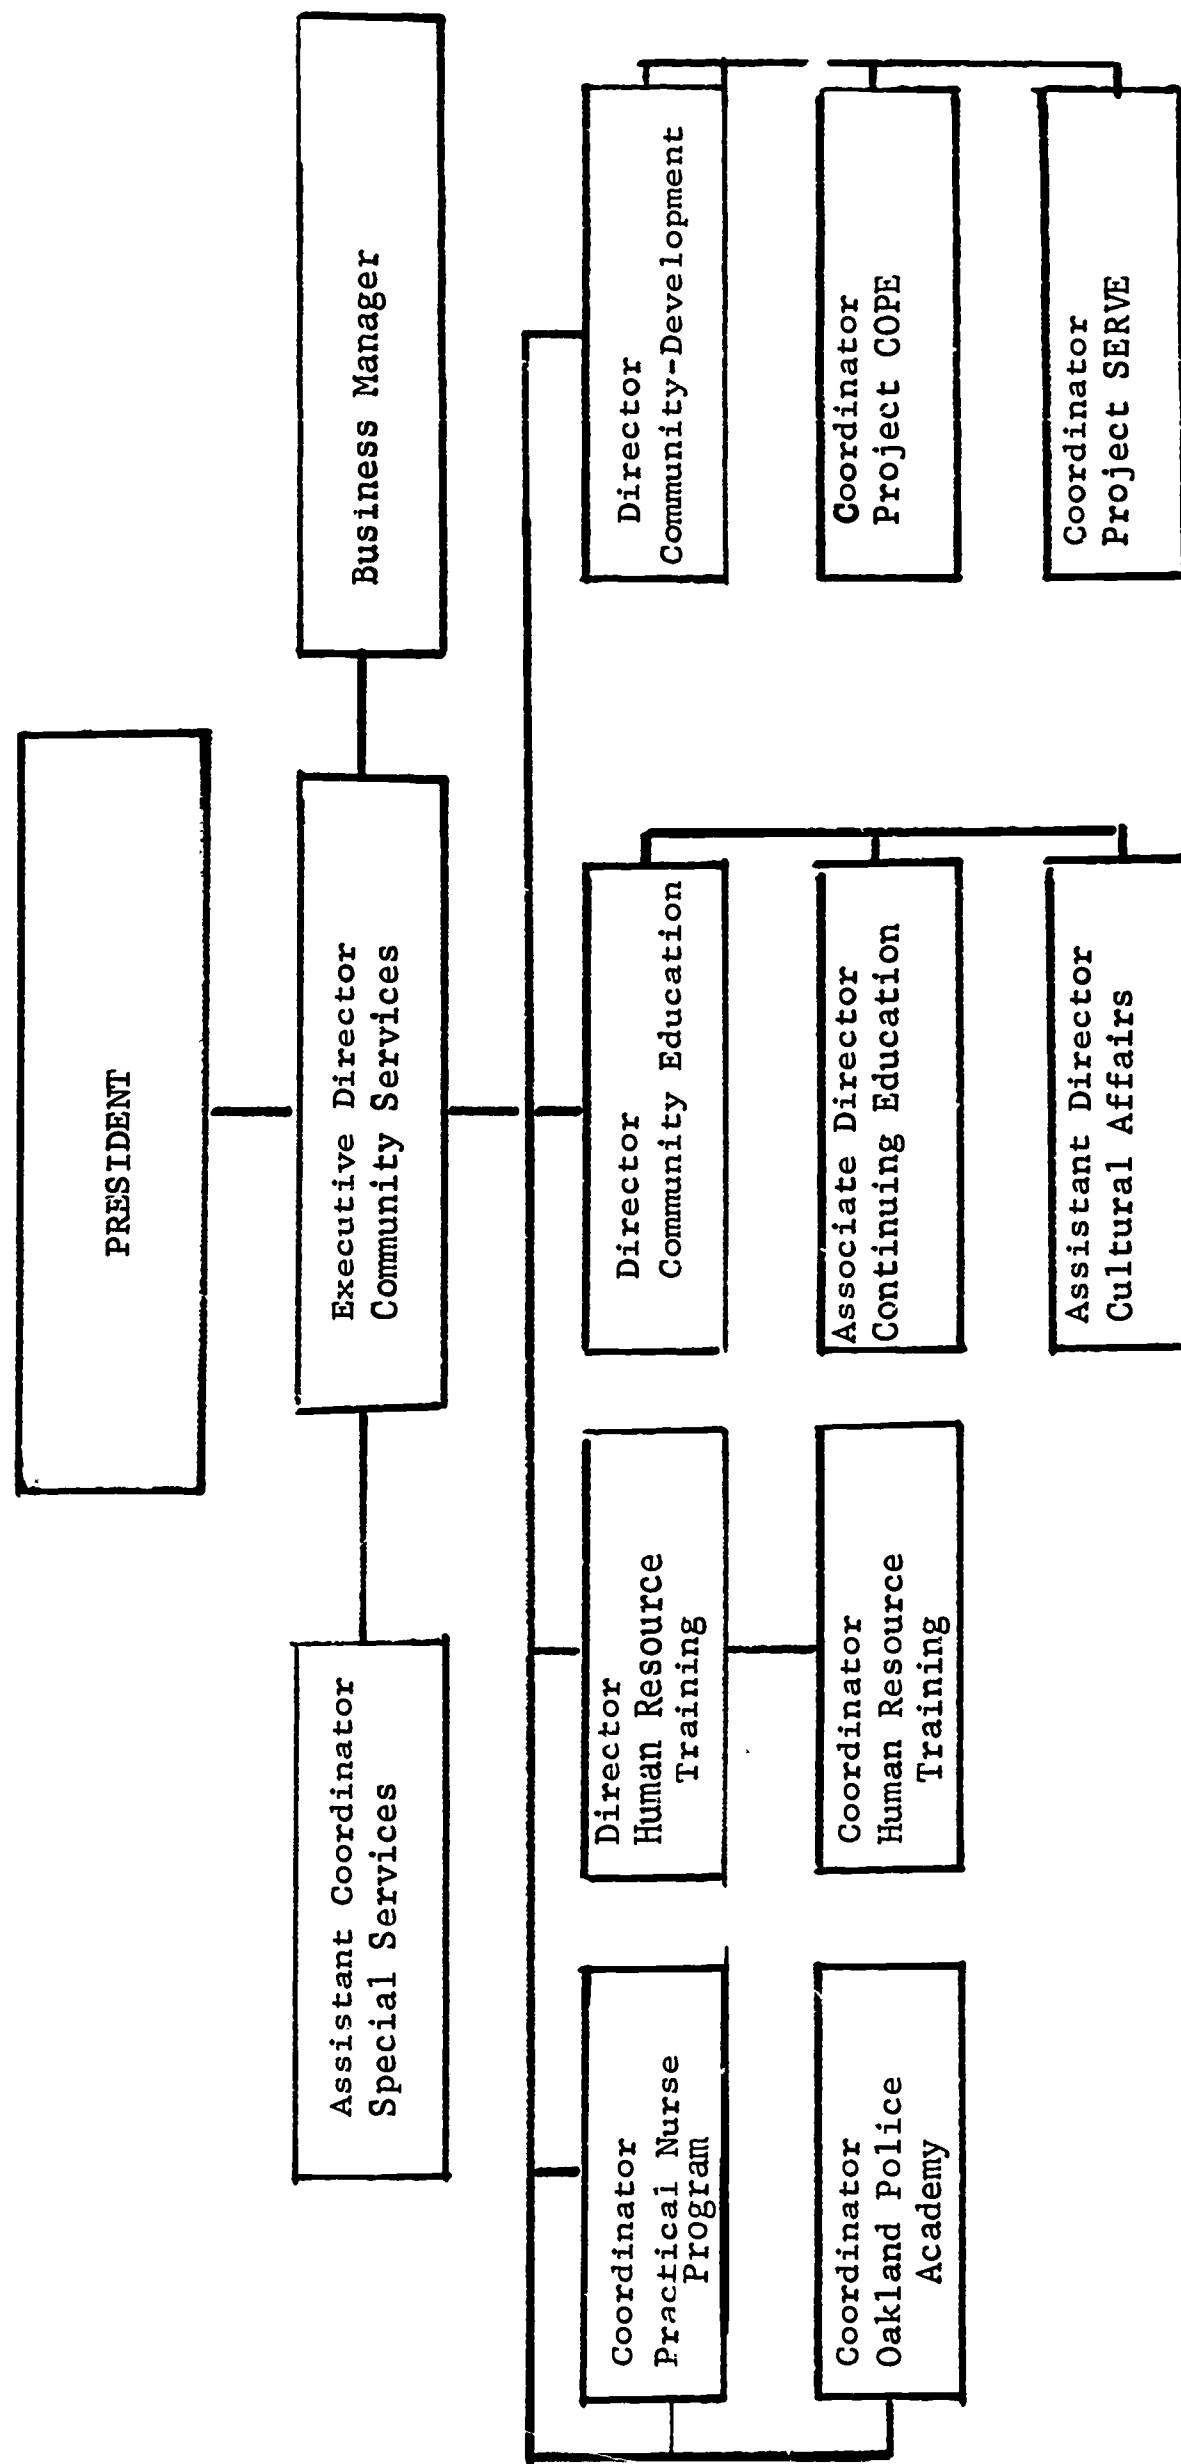 PRESIDENT
Assistant Coordinator
Special Services
Executive Director
Community Services
Business Manager
Coordinator
Practical Nurse
Program
Director
Human Resource
Training
Director
Community Education
Director
Community-Development
Coordinator
Oakland Police
Academy
Coordinator
Human Resource
Training
Associate Director
Continuing Education
Coordinator
Project COPE
Assistant Director
Cultural Affairs
Coordinator
Project SERVE